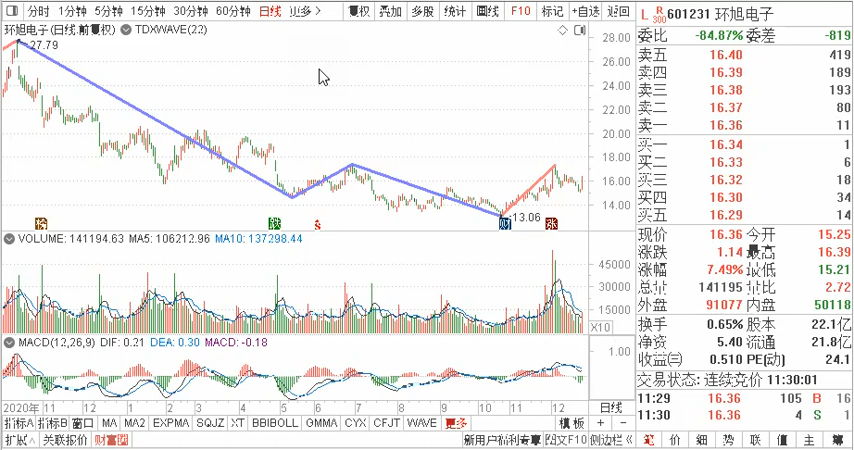 分时 1分钟 5分钟 15分钟 30分钟 60分钟 日线 更多> 复权 叠加 多股 统计 画线 F10 标记 +自选 返回
环旭电子(日线.前复权) TDXWAVE(22)
27.79
28.00
26.00
24.00
22.00
20.00
18.00
16.00
14.00
13.06
财 涨
VOLUME: 141194.63 MA5: 106212.96 MA10: 137298.44
45000
30000
15000
X10
MACD(12,26,9) DIF: 0.21 DEA: 0.30 MACD: -0.18
1.00
2020年 11 12 1 2 3 4 5 6 7 8 9 10 11 12 日线
指标A 指标B 窗口 MA MA2 EXPMA SQJZ XT BBIBOLL GMMA CYX CFJT WAVE 更多 模板 + -
扩展∧ 关联报价 财富圈 新用户福利专享 图文F10 侧边栏《
L R 300 601231 环旭电子
委比 -84.87% 委差 -819
卖五 16.40 419
卖四 16.39 189
卖三 16.38 193
卖二 16.37 80
卖一 16.36 11
买一 16.34 1
买二 16.33 6
买三 16.32 18
买四 16.30 34
买五 16.29 14
现价 16.36 今开 15.25
涨跌 1.14 最高 16.39
涨幅 7.49% 最低 15.21
总量 141195 量比 2.72
外盘 91077 内盘 50118
换手 0.65% 股本 22.1亿
净资 5.40 流通 21.8亿
收益㈢ 0.510 PE(动) 24.1
交易状态: 连续竞价 11:30:01
11:29 16.36 105 B 16
11:30 16.36 4 S 1
笔 价 细 势 联 值 主 筹